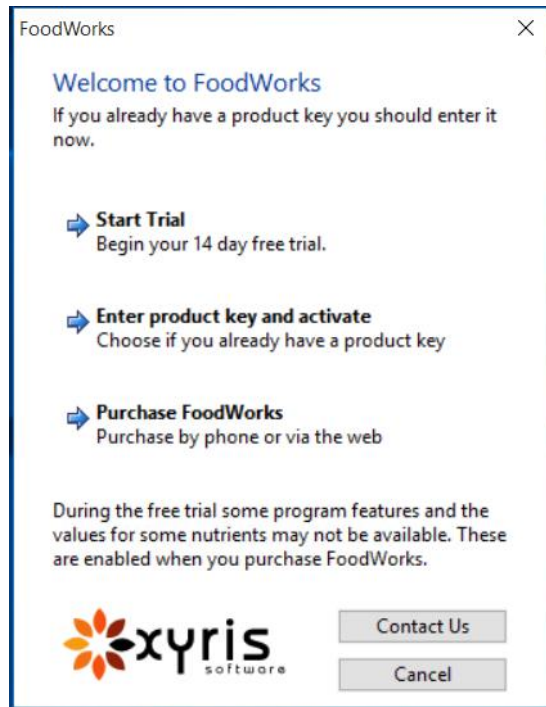 FoodWorks
Welcome to FoodWorks
If you already have a product key you should enter it
now.
Start Trial
Begin your 14 day free trial.
Enter product key and activate
Choose if you already have a product key
Purchase FoodWorks
Purchase by phone or via the web
During the free trial some program features and the
values for some nutrients may not be available. These
are enabled when you purchase FoodWorks.
xyris
software
Contact Us
Cancel